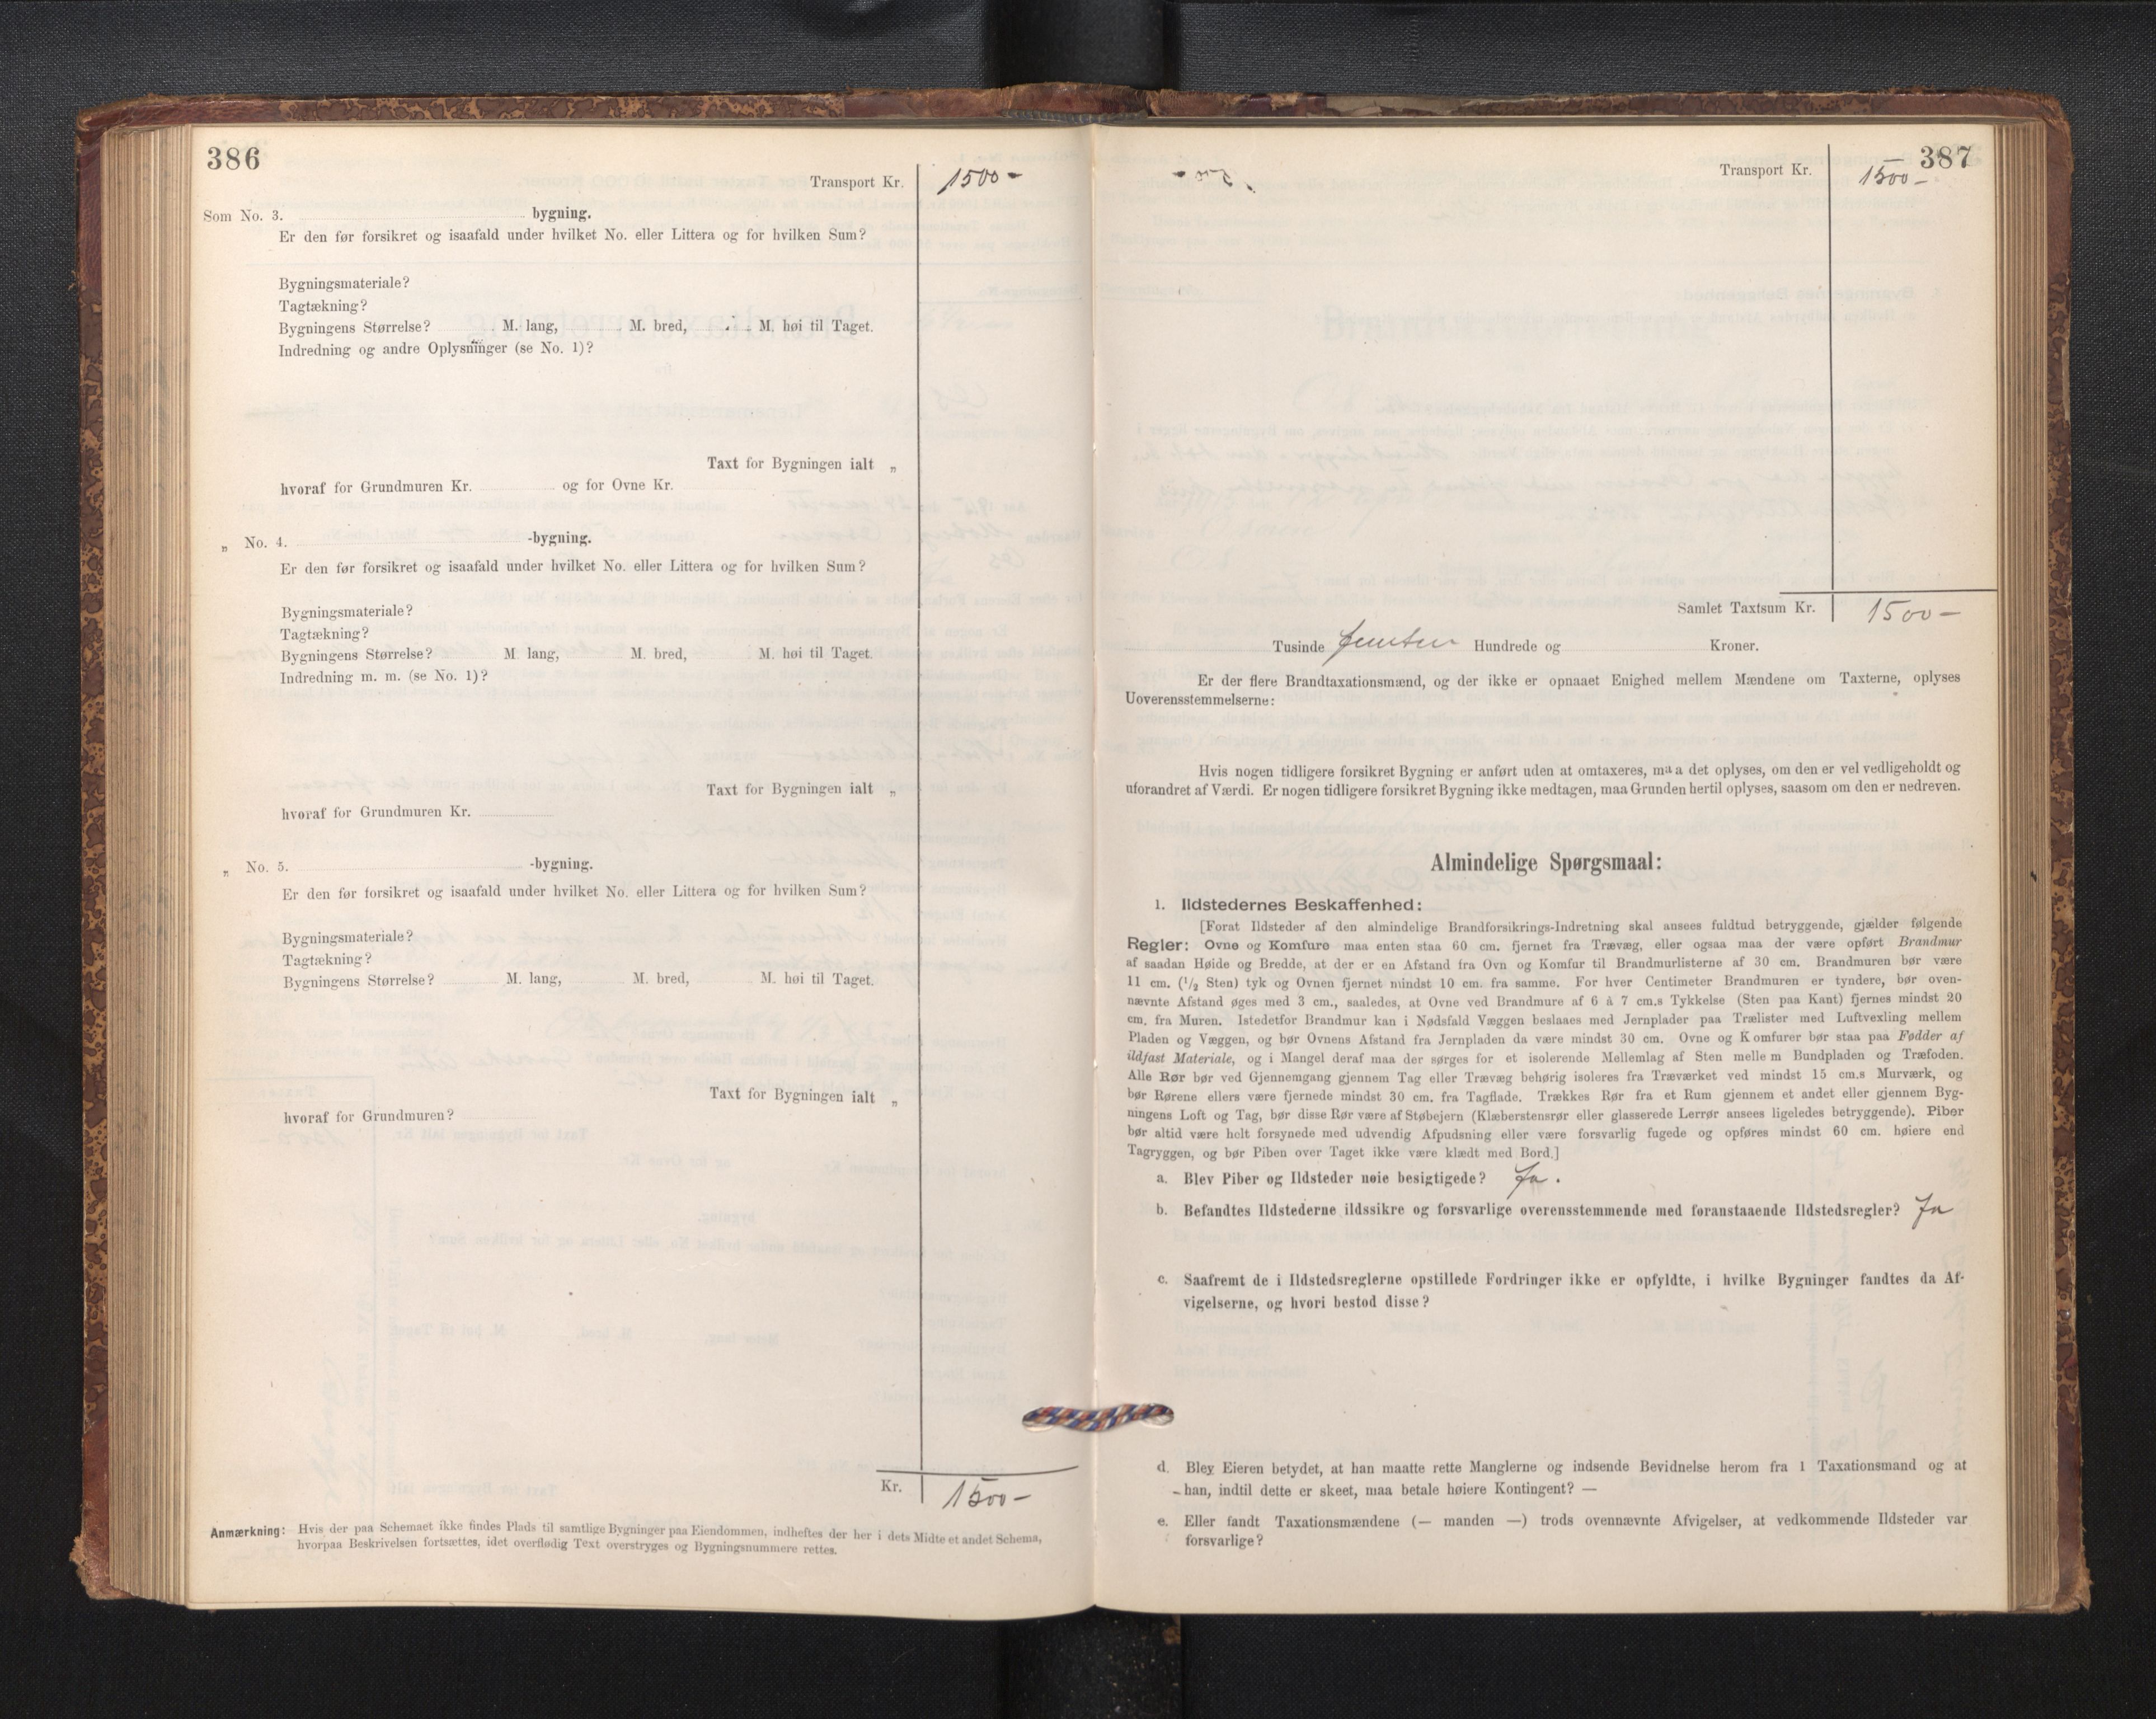 386
Transport Kr. 1500-
Som No. 3. bygning.
Er den før forsikret og isaafald under hvilket No. eller Littera og for hvilken Sum?
Bygningsmateriale?
Tagtækning?
Bygningens Størrelse? M. lang, M. bred, M. høi til Taget.
Indredning og andre Oplysninger (se No. 1)?
Taxt for Bygningen ialt „
hvoraf for Grundmuren Kr. og for Ovne Kr.
„ No. 4. -bygning.
Er den før forsikret og isaafald under hvilket No. eller Littera og for hvilken Sum?
Bygningsmateriale?
Tagtækning?
Bygningens Størrelse? M lang, M. bred, M. høi til Taget.
Indredning m. m. (se No. 1)?
Taxt for Bygningen ialt „
hvoraf for Grundmuren Kr.
„ No. 5. -bygning.
Er den før forsikret og isaafald under hvilket No. eller Littera og for hvilken Sum?
Bygningsmateriale?
Tagtækning?
Bygningens Størrelse? M. lang, M. bred, M. høi til Taget.
Taxt for Bygningen ialt „
hvoraf for Grundmuren?
Kr. 1500-
Anmærkning: Hvis der paa Schemaet ikke findes Plads til samtlige Bygninger paa Eiendommen, indheftes der her i dets Midte et andet Schema,
hvorpaa Beskrivelsen fortsættes, idet overflødig Text overstryges og Bygningsnummere rettes.
387
Transport Kr. 1500-
Samlet Taxtsum Kr. 1500-
Tusinde femten Hundrede og Kroner.
Er der flere Brandtaxationsmænd, og der ikke er opnaaet Enighed mellem Mændene om Taxterne, oplyses
Uoverensstemmelserne:
Hvis nogen tidligere forsikret Bygning er anført uden at omtaxeres, maa det oplyses, om den er vel vedligeholdt og
uforandret af Værdi. Er nogen tidligere forsikret Bygning ikke medtagen, maa Grunden hertil oplyses, saasom om den er nedreven.
Almindelige Spørgsmaal:
1. Ildstedernes Beskaffenhed:
[Forat Ildsteder af den almindelige Brandforsikrings-Indretning skal ansees fuldtud betryggende, gjælder følgende
Regler: Ovne og Komfure maa enten staa 60 cm. fjernet fra Trævæg, eller ogsaa maa der være opført Brandmur
af saadan Høide og Bredde, at der er en Afstand fra Ovn og Komfur til Brandmurlisterne af 30 cm. Brandmuren bør være
11 cm. (1/2 Sten) tyk og Ovnen fjernet mindst 10 cm. fra samme. For hver Centimeter Brandmuren er tyndere, bør oven-
nævnte Afstand øges med 3 cm., saaledes, at Ovne ved Brandmure af 6 à 7 cm.s Tykkelse (Sten paa Kant) fjernes mindst 20
cm. fra Muren. Istedetfor Brandmur kan i Nødsfald Væggen beslaaes med Jernplader paa Trælister med Luftvexling mellem
Pladen og Væggen, og bør Ovnens Afstand fra Jernpladen da være mindst 30 cm. Ovne og Komfurer bør staa paa Fødder af
ildfast Materiale, og i Mangel deraf maa der sørges for et isolerende Mellemlag af Sten mellem Bundpladen og Træfoden.
Alle Rør bør ved Gjennemgang gjennem Tag eller Trævæg behørig isoleres fra Træværket ved mindst 15 cm.s Murværk, og
bør Rørene ellers være fjernede mindst 30 cm. fra Tagflade. Trækkes Rør fra et Rum gjennem et andet eller gjennem Byg-
ningens Loft og Tag, bør disse Rør være af Støbejern (Klæberstensrør eller glasserede Lerrør ansees ligeledes betryggende). Piber
bør altid være helt forsynede med udvendig Afpudsning eller være forsvarlig fugede og opføres mindst 60 cm. høiere end
Tagryggen, og bør Piben over Taget ikke være klædt med Bord.]
a. Blev Piber og Ildsteder nøie besigtigede? Ja.
b. Befandtes Ildstederne ildssikre og forsvarlige overensstemmende med foranstaaende Ildstedsregler? Ja
c. Saafremt de i Ildstedsreglerne opstillede Fordringer ikke er opfyldte, i hvilke Bygninger fandtes da Af-
vigelserne, og hvori bestod disse?
d. Blev Eieren betydet, at han maatte rette Manglerne og indsende Bevidnelse herom fra 1 Taxationsmand og at
han, indtil dette er skeet, maa betale høiere Kontingent? —
e. Eller fandt Taxationsmændene (— manden —) trods ovennævnte Afvigelser, at vedkommende Ildsteder var
forsvarlige?